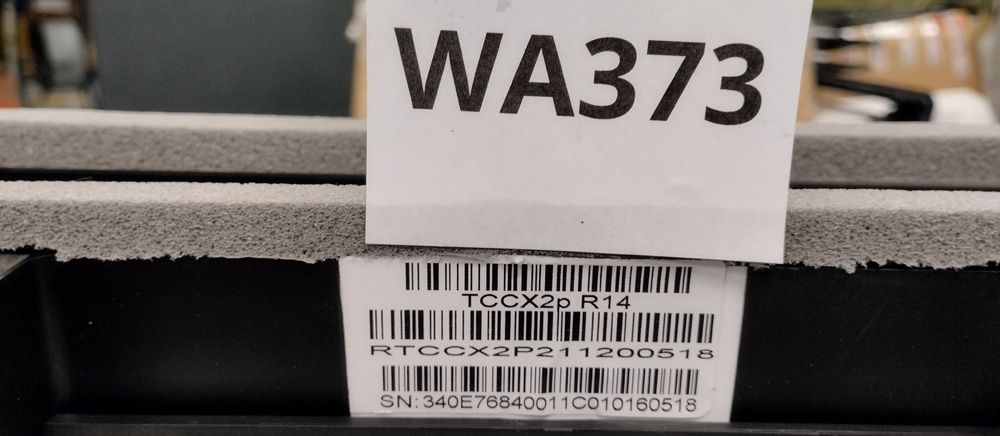 WA373
TCCX2p R14
RTCCX2P211200518
SN:340E76840011C010160518